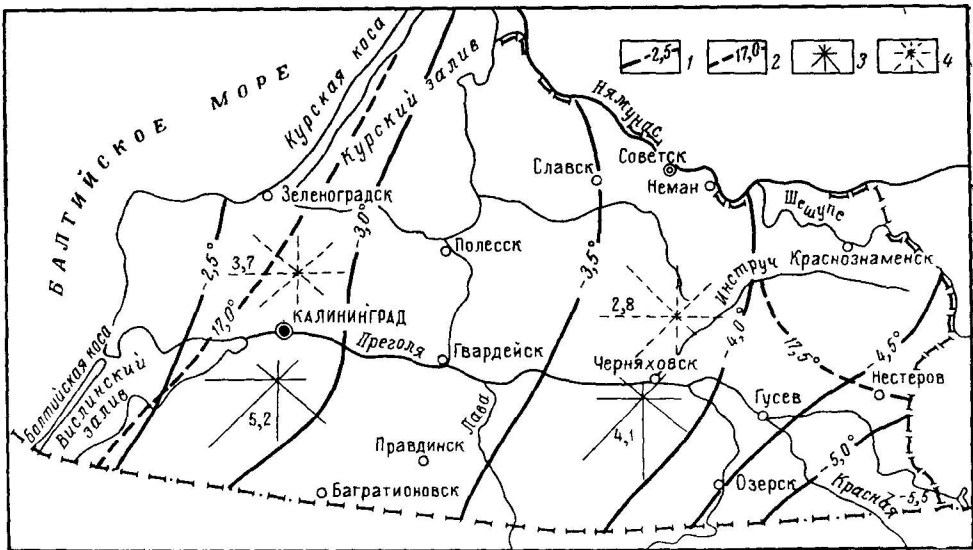 -2,5° 1
17,0° 2
3
4
БАЛТИЙСКОЕ МОРЕ
Курская коса
Курский залив
Нямунас
Советск
Неман
Славск
Шешупе
Краснознаменск
Зеленоградск
Полесск
-2,5°
3,7
17,0°
-3,0°
-3,5°
2,8
Инструч
-4,0°
17,5°
-4,5°
КАЛИНИНГРАД
Преголя
Гвардейск
Черняховск
Нестеров
Гусев
Балтийская коса
Вислинский залив
5,2
4,1
Лава
Правдинск
Багратионовск
Озерск
-5,0°
Красная
-5,5